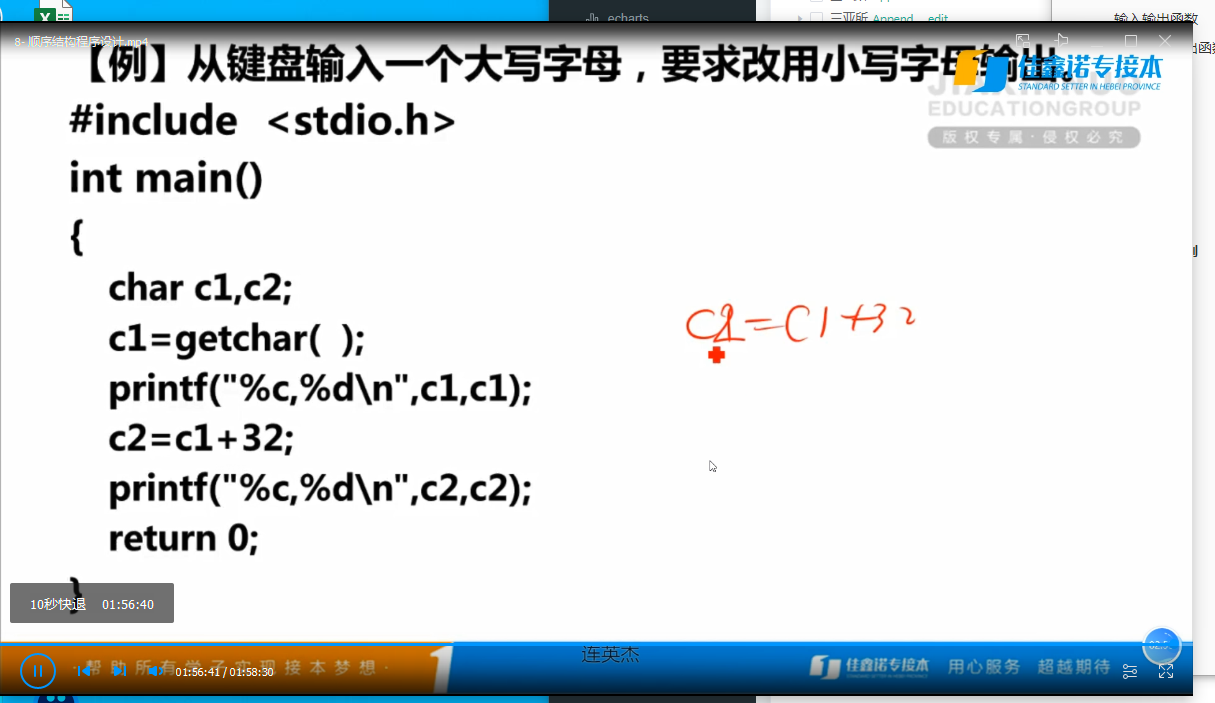 echarts
Append edit
输入输出函数
8- 顺序结构程序设计.mp4
【例】从键盘输入一个大写字母，要求改用小写字母输出。
佳鑫诺专接本
STANDARD SETTER IN HEBEI PROVINCE
EDUCATIONGROUP
版权专属·侵权必究
#include <stdio.h>
int main()
{
char c1,c2;
c1=getchar( );
printf("%c,%d\n",c1,c1);
c2=c1+32;
printf("%c,%d\n",c2,c2);
return 0;
}
=C1+32
10秒快退 01:56:40
·帮助所有学子实现接本梦想·
01:56:41 / 01:58:30
连英杰
佳鑫诺专接本
STANDARD SETTER IN HEBEI PROVINCE
用心服务 超越期待